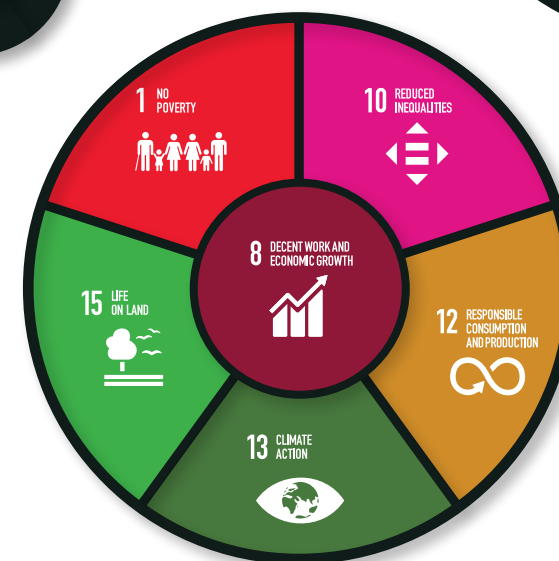 1 NO
POVERTY
10 REDUCED
INEQUALITIES
8 DECENT WORK AND
ECONOMIC GROWTH
15 LIFE
ON LAND
12 RESPONSIBLE
CONSUMPTION
AND PRODUCTION
13 CLIMATE
ACTION